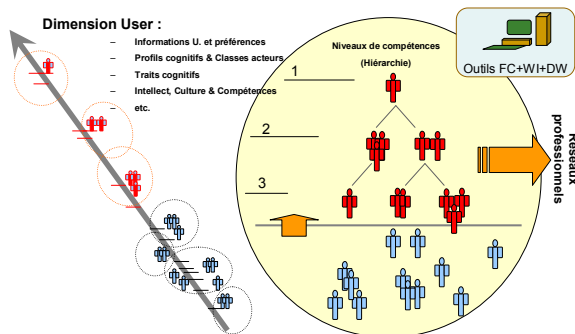 Dimension User :
– Informations U. et préférences
– Profils cognitifs & Classes acteurs
– Traits cognitifs
– Intellect, Culture & Compétences
– etc.
Niveaux de compétences
(Hiérarchie)
1
2
3
Outils FC+WI+DW
Réseaux
professionnels